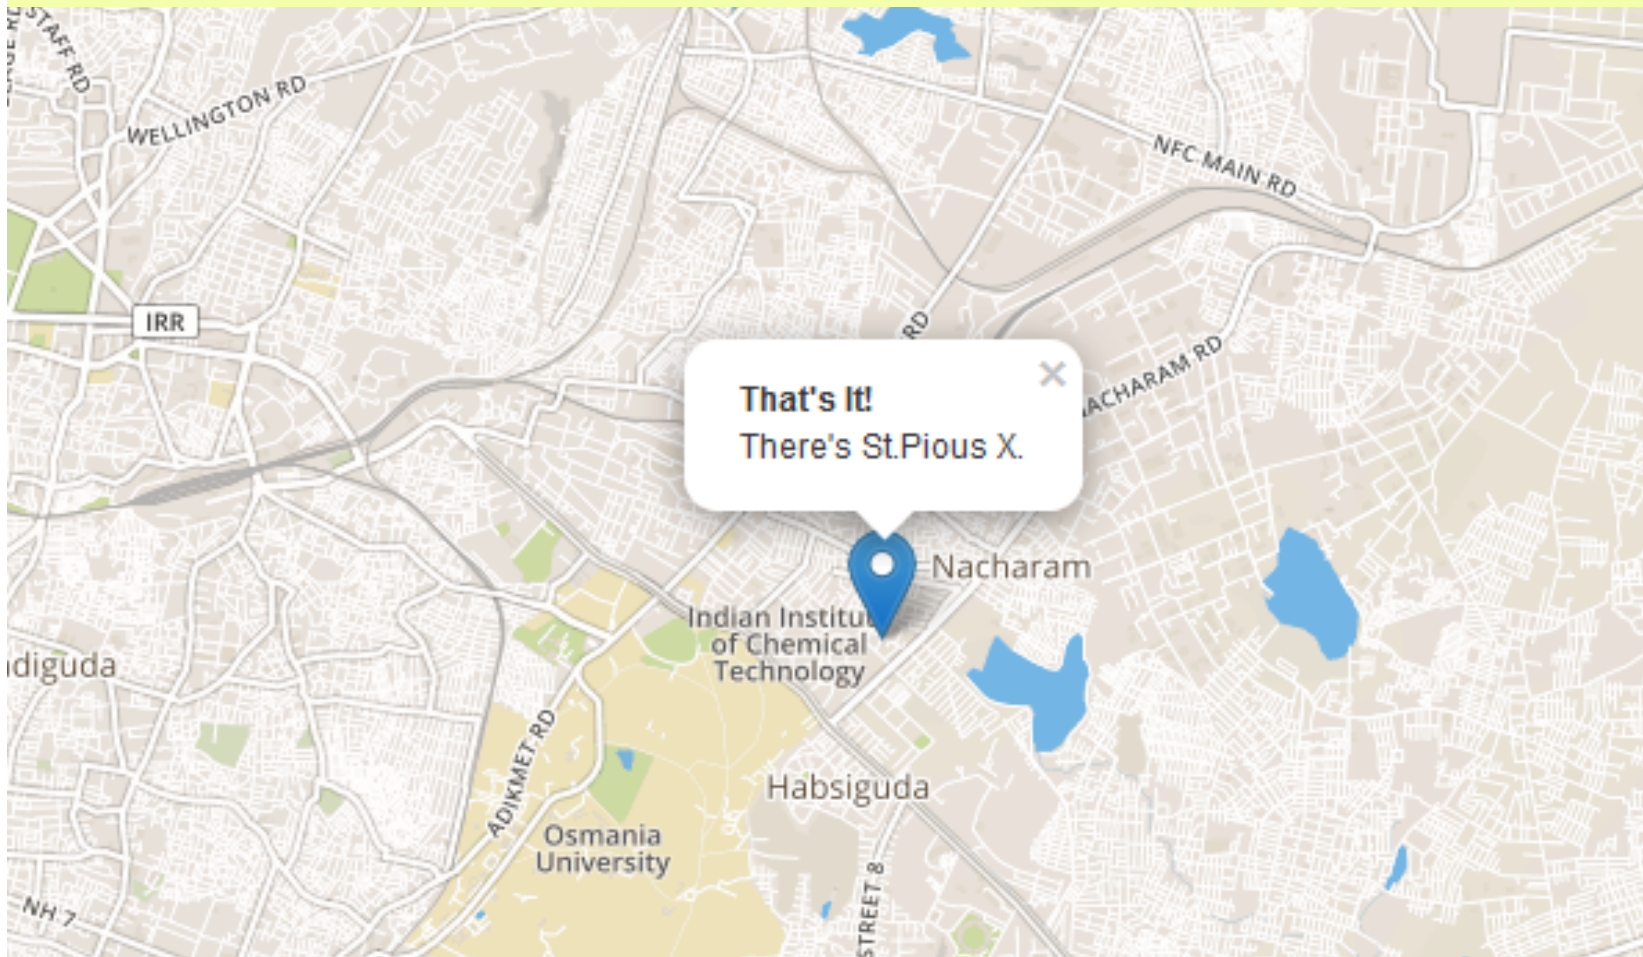 STAFF RD
WELLINGTON RD
NFC MAIN RD
IRR
RD
NACHARAM RD
×
That's It!
There's St.Pious X.
Nacharam
Indian Institut
of Chemical
Technology
diguda
ADIKMET RD
Habsiguda
Osmania
University
STREET 8
NH 7